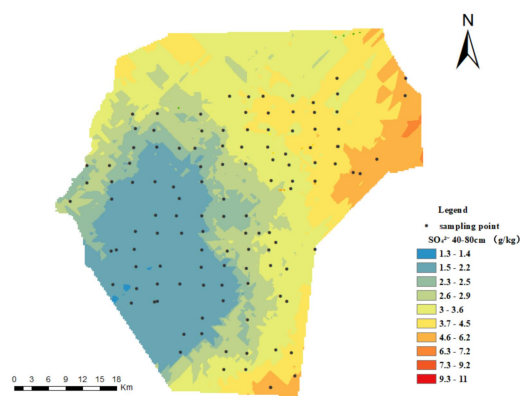 N
Legend
sampling point
SO₄²⁻ 40-80cm （g/kg）
1.3 - 1.4
1.5 - 2.2
2.3 - 2.5
2.6 - 2.9
3 - 3.6
3.7 - 4.5
4.6 - 6.2
6.3 - 7.2
7.3 - 9.2
9.3 - 11
0 3 6 9 12 15 18
Km